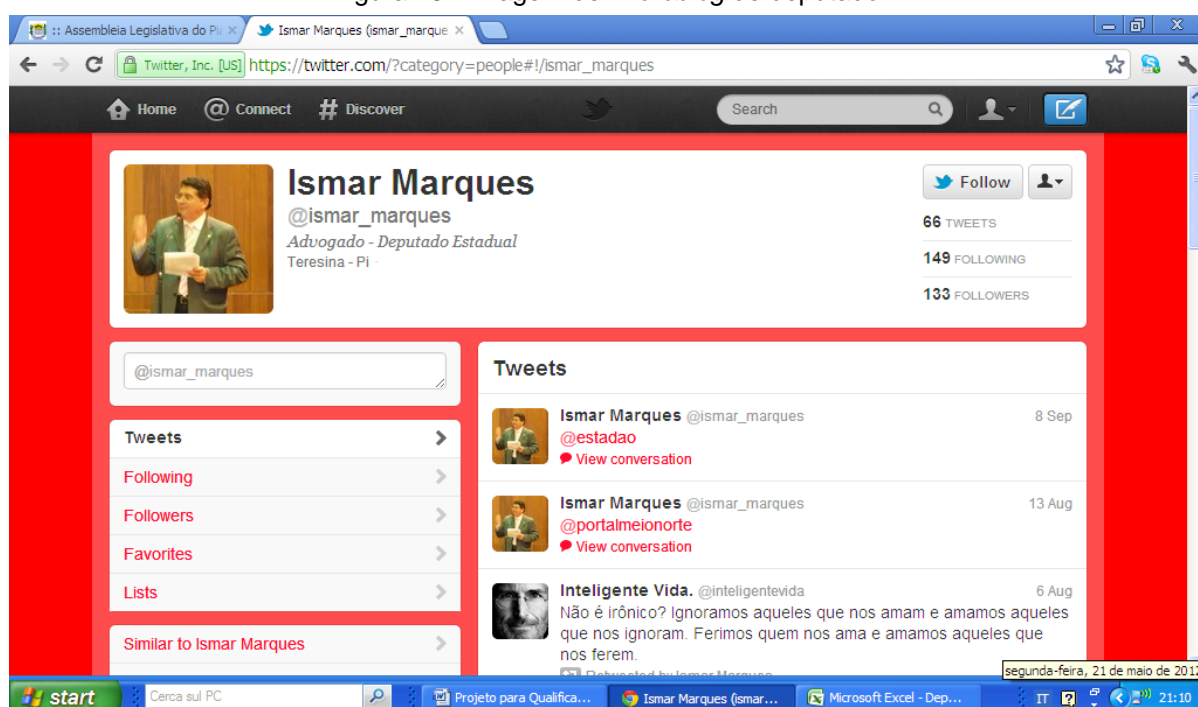 :: Assembleia Legislativa do Pi
Ismar Marques (ismar_marque
Twitter, Inc. [US] https://twitter.com/?category=people#!/ismar_marques
Home @ Connect # Discover Search
Ismar Marques
@ismar_marques
Advogado - Deputado Estadual
Teresina - Pi ·
Follow
66 TWEETS
149 FOLLOWING
133 FOLLOWERS
@ismar_marques
Tweets
Following
Followers
Favorites
Lists
Similar to Ismar Marques
Tweets
Ismar Marques @ismar_marques 8 Sep
@estadao
View conversation
Ismar Marques @ismar_marques 13 Aug
@portalmeionorte
View conversation
Inteligente Vida. @inteligentevida 6 Aug
Não é irônico? Ignoramos aqueles que nos amam e amamos aqueles
que nos ignoram. Ferimos quem nos ama e amamos aqueles que
nos ferem.
Retweeted by Ismar Marques
segunda-feira, 21 de maio de 2012
start Cerca sul PC Projeto para Qualifica... Ismar Marques (ismar... Microsoft Excel - Dep... IT 21:10